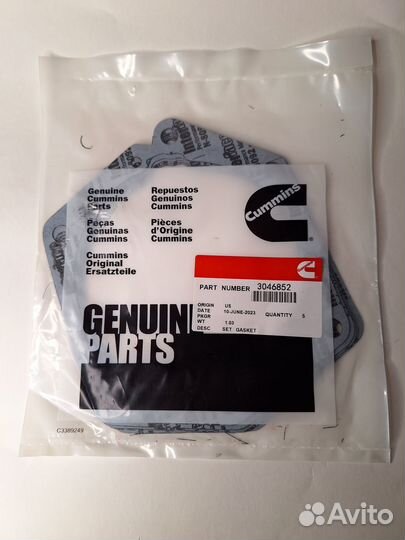 Genuine
Cummins
Parts
Repuestos
Genuinos
Cummins
Peças
Genuinas
Cummins
Pièces
d'Origine
Cummins
Cummins
Original
Ersatzteile
Cummins
PART NUMBER 3046852
ORIGIN US
DATE 10-JUNE-2023 QUANTITY 5
PKGR
WT 1.00
DESC SET, GASKET
GENUINE
PARTS
C3389249
Avito